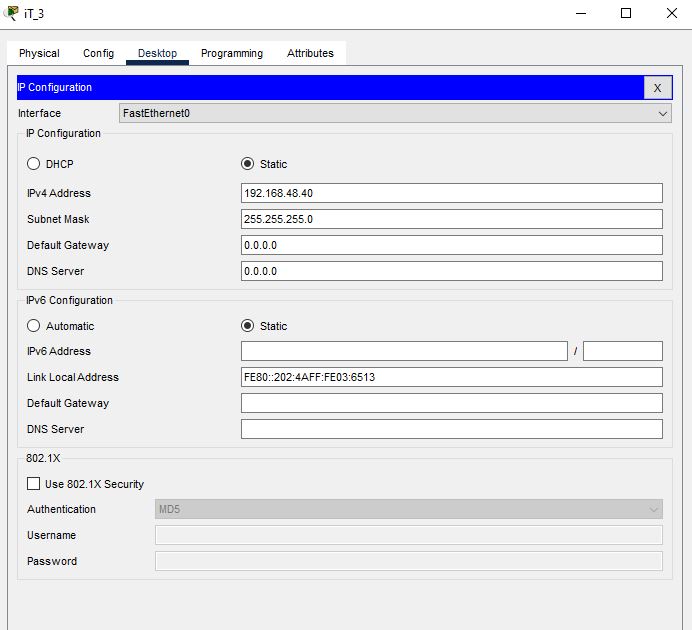 iT_3
Physical Config Desktop Programming Attributes
IP Configuration X
Interface FastEthernet0
IP Configuration
DHCP Static
IPv4 Address 192.168.48.40
Subnet Mask 255.255.255.0
Default Gateway 0.0.0.0
DNS Server 0.0.0.0
IPv6 Configuration
Automatic Static
IPv6 Address /
Link Local Address FE80::202:4AFF:FE03:6513
Default Gateway
DNS Server
802.1X
Use 802.1X Security
Authentication MD5
Username
Password